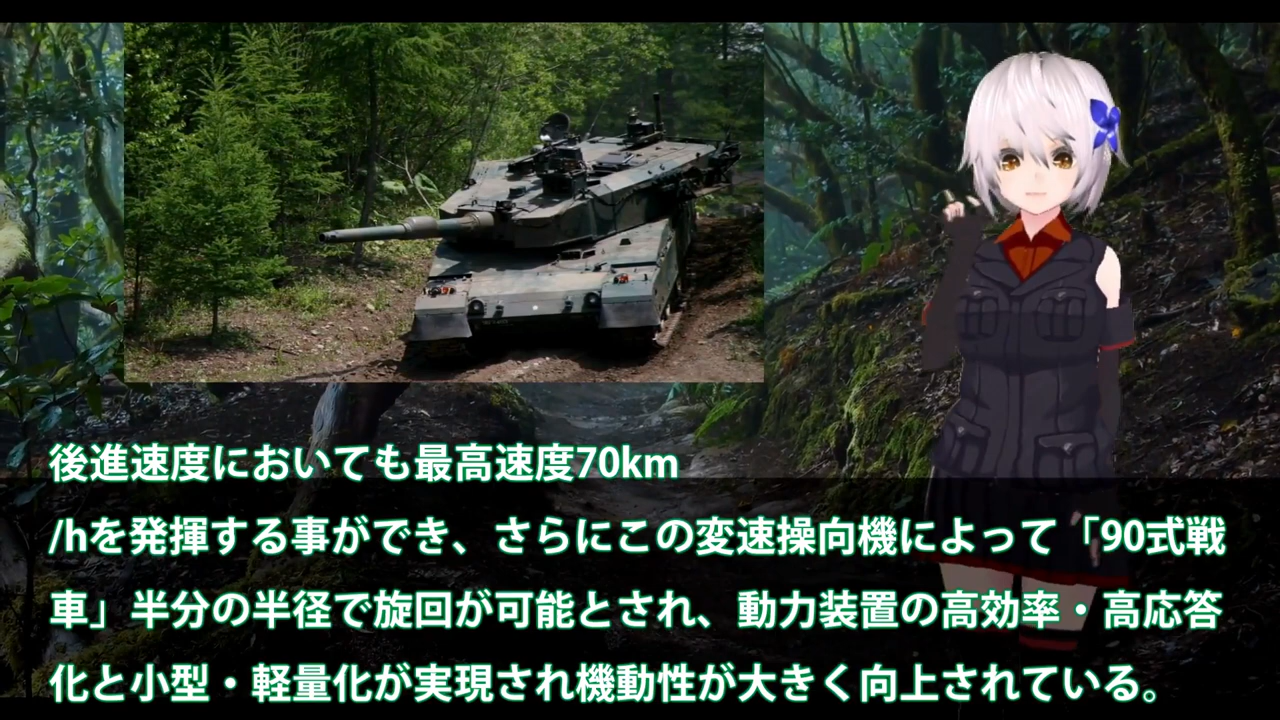 後進速度においても最高速度70km
/hを発揮する事ができ、さらにこの変速操向機によって「90式戦
車」半分の半径で旋回が可能とされ、動力装置の高効率・高応答
化と小型・軽量化が実現され機動性が大きく向上されている。